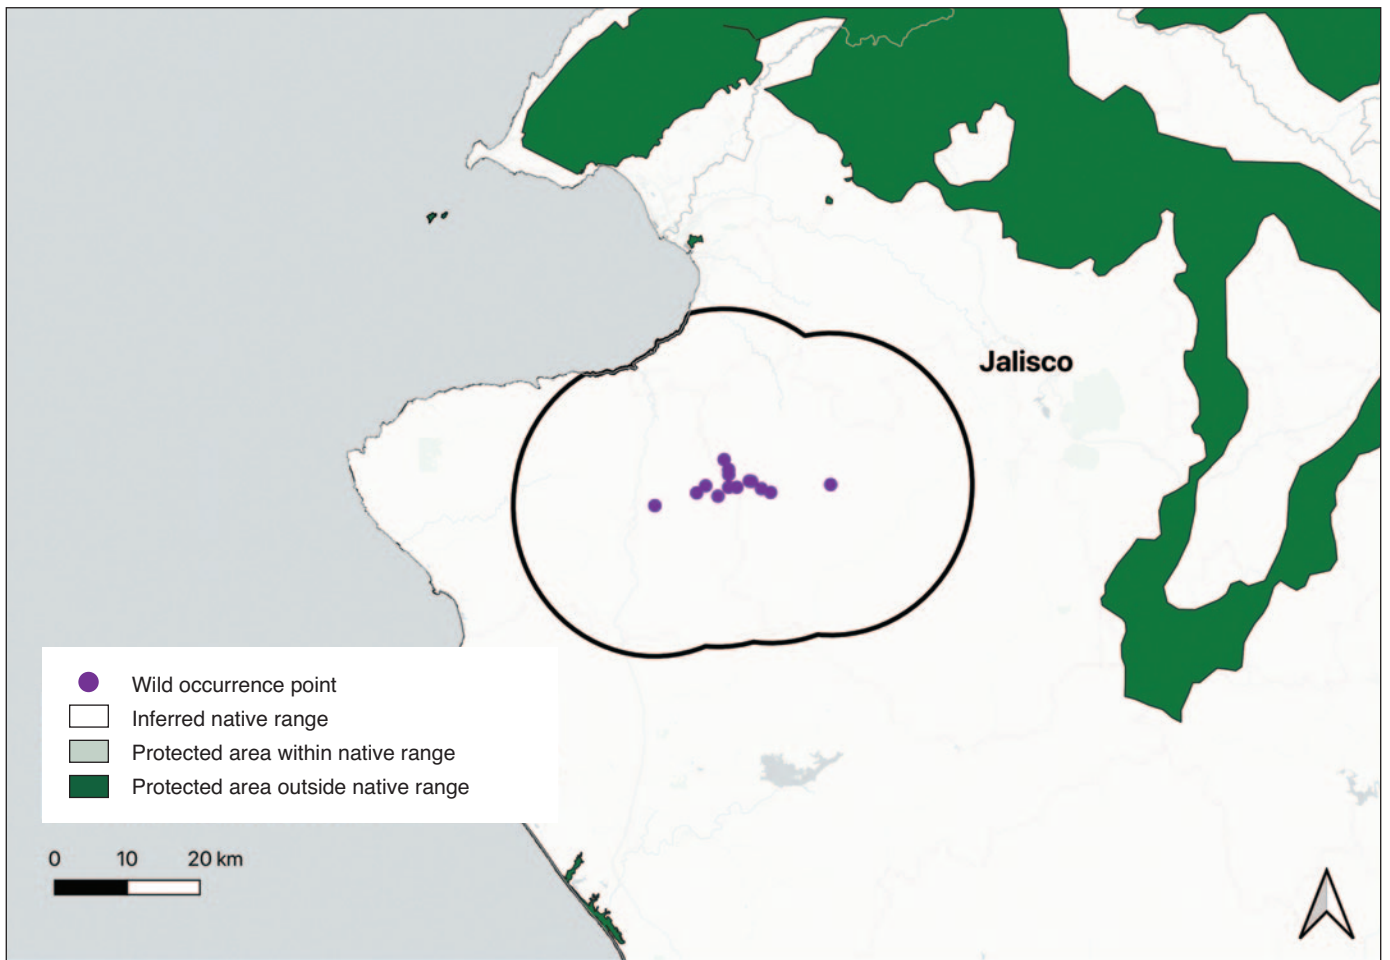 Jalisco
Wild occurrence point
Inferred native range
Protected area within native range
Protected area outside native range
0 10 20 km